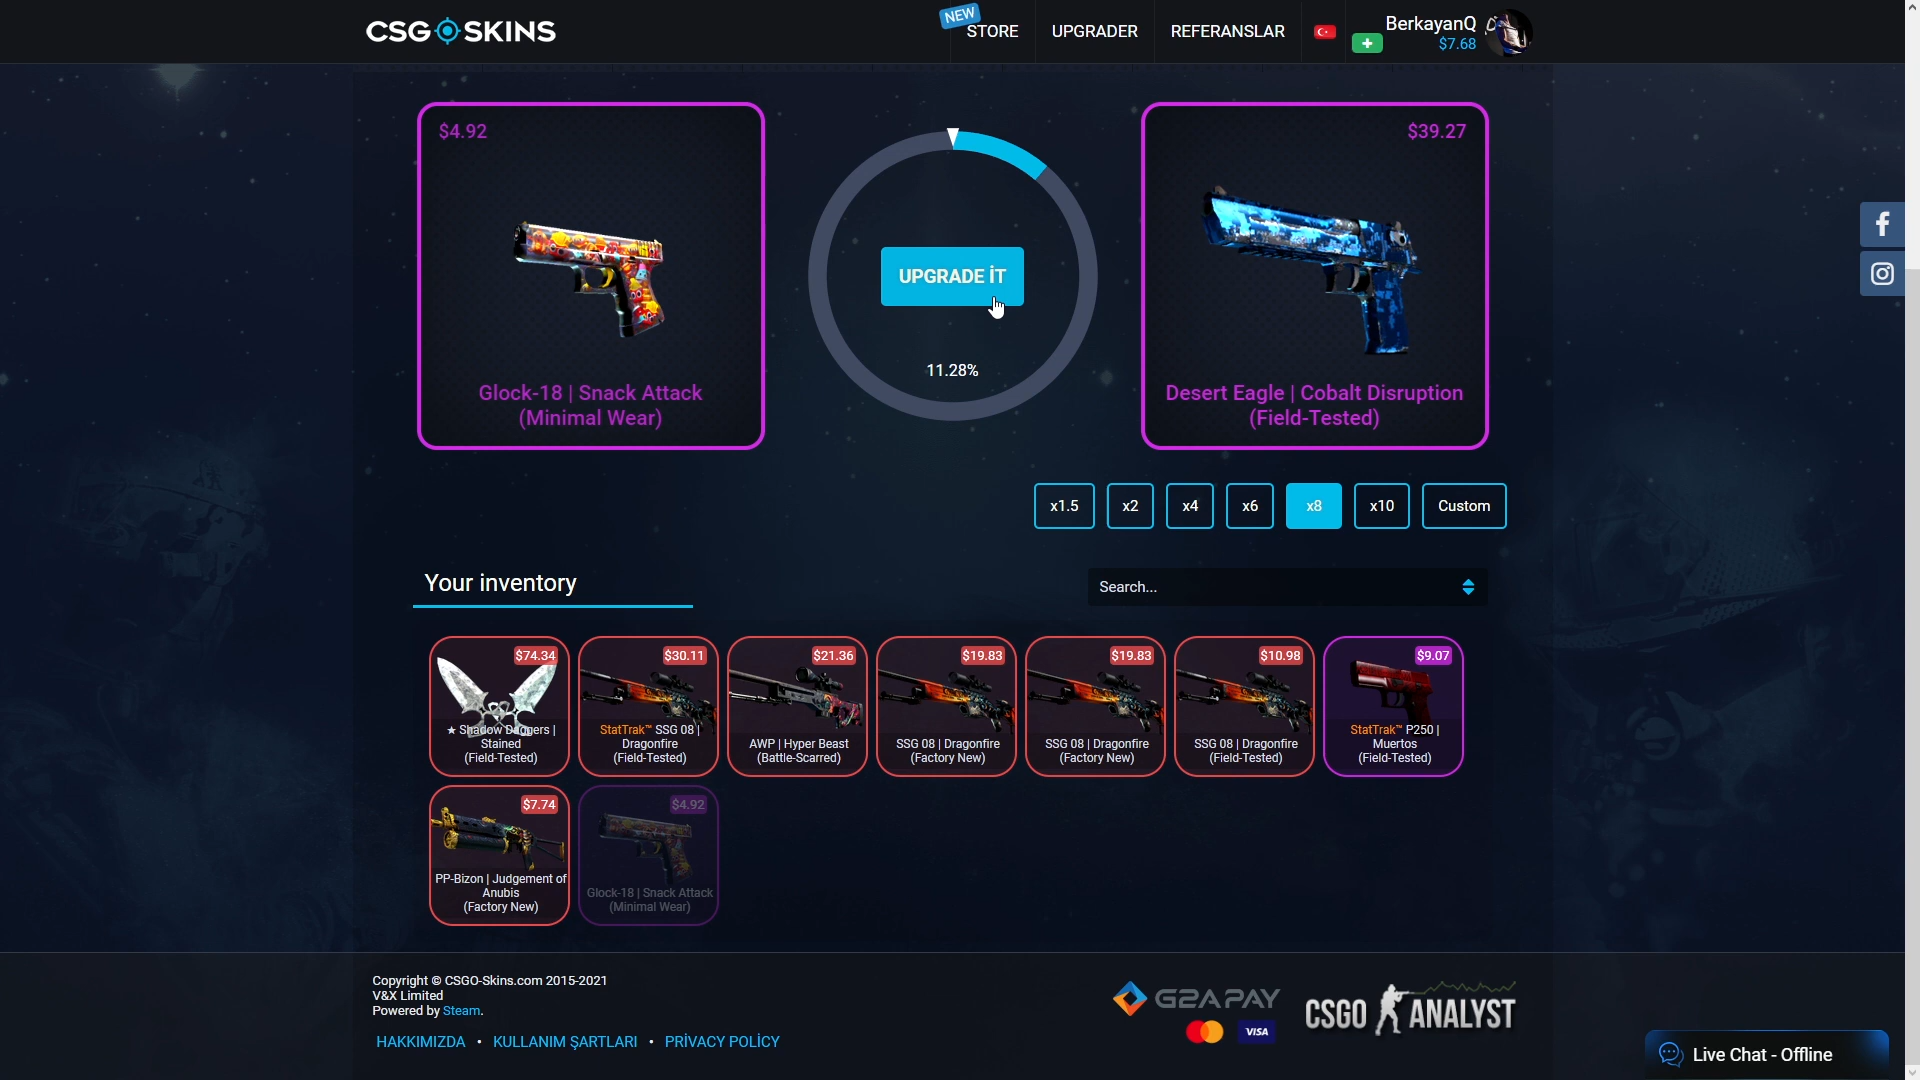 CSG SKINS
NEW
STORE
UPGRADER
REFERANSLAR
BerkayanQ
$7.68
$4.92
Glock-18 | Snack Attack
(Minimal Wear)
UPGRADE İT
11.28%
$39.27
Desert Eagle | Cobalt Disruption
(Field-Tested)
x1.5
x2
x4
x6
x8
x10
Custom
Your inventory
Search...
$74.34
★ Shadow Daggers |
Stained
(Field-Tested)
$30.11
StatTrak™ SSG 08 |
Dragonfire
(Field-Tested)
$21.36
AWP | Hyper Beast
(Battle-Scarred)
$19.83
SSG 08 | Dragonfire
(Factory New)
$19.83
SSG 08 | Dragonfire
(Factory New)
$10.98
SSG 08 | Dragonfire
(Field-Tested)
$9.07
StatTrak™ P250 |
Muertos
(Field-Tested)
$7.74
PP-Bizon | Judgement of
Anubis
(Factory New)
$4.92
Glock-18 | Snack Attack
(Minimal Wear)
Copyright © CSGO-Skins.com 2015-2021
V&X Limited
Powered by Steam.
HAKKIMIZDA • KULLANIM ŞARTLARI • PRİVACY POLİCY
G2A PAY
VISA
CSGO ANALYST
Live Chat - Offline